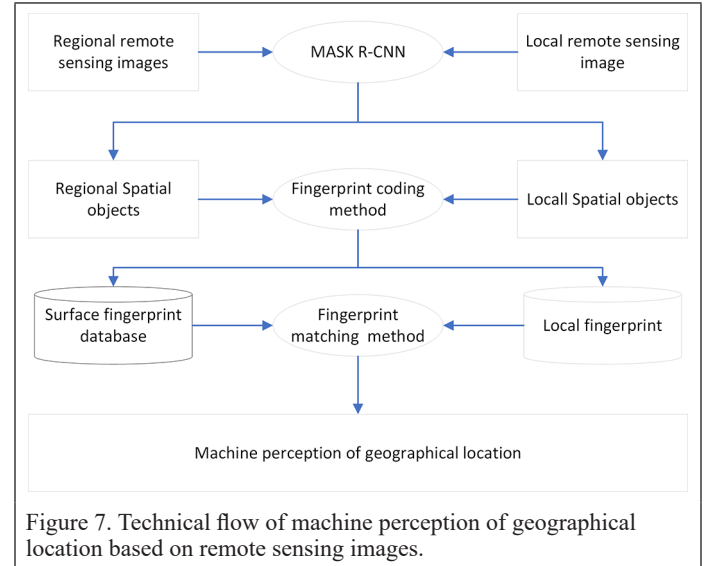 Regional remote
sensing images
MASK R-CNN
Local remote sensing
image
Regional Spatial
objects
Fingerprint coding
method
Locall Spatial objects
Surface fingerprint
database
Fingerprint
matching method
Local fingerprint
Machine perception of geographical location
Figure 7. Technical flow of machine perception of geographical
location based on remote sensing images.